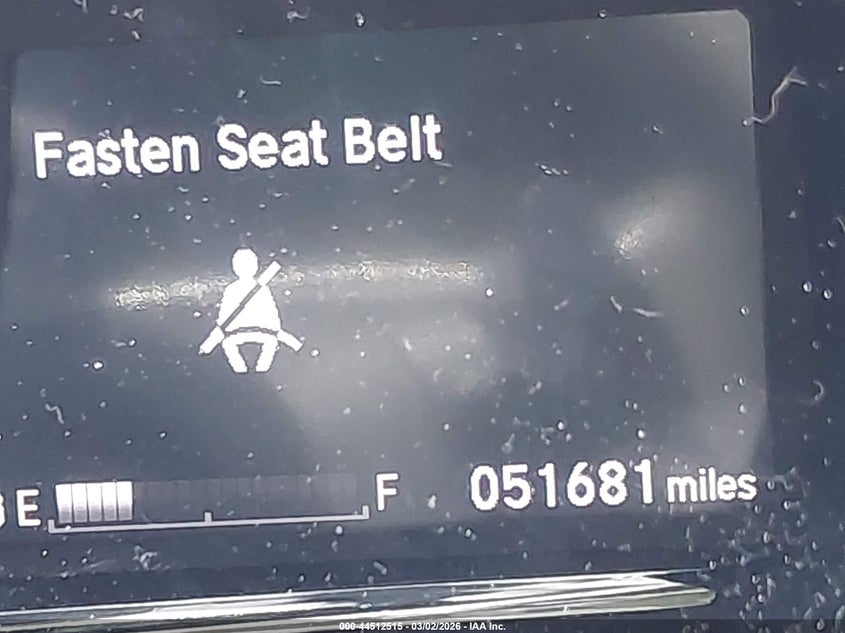 Fasten Seat Belt
E F 051681 miles
000-44512515 - 03/02/2026 - IAA Inc.